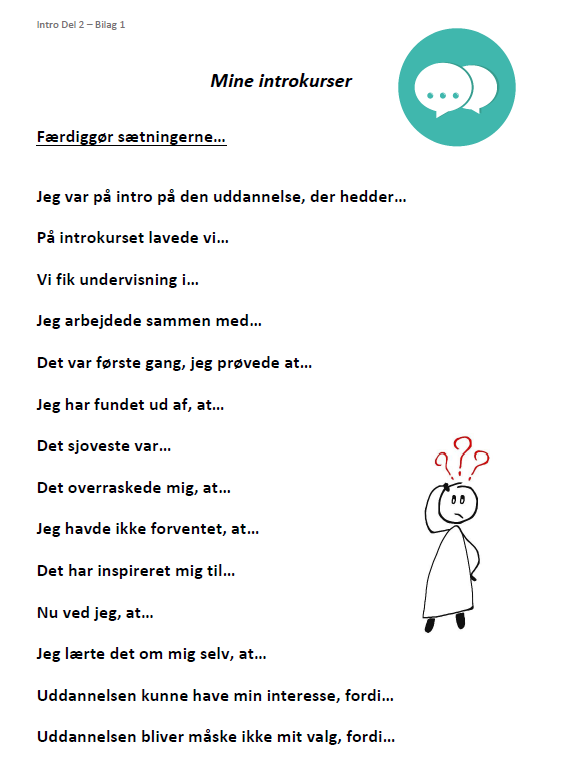 Intro Del 2 – Bilag 1
Mine introkurser
Færdiggør sætningerne…
Jeg var på intro på den uddannelse, der hedder…
På introkurset lavede vi…
Vi fik undervisning i…
Jeg arbejdede sammen med…
Det var første gang, jeg prøvede at…
Jeg har fundet ud af, at…
Det sjoveste var…
Det overraskede mig, at…
Jeg havde ikke forventet, at…
Det har inspireret mig til…
Nu ved jeg, at…
Jeg lærte det om mig selv, at…
Uddannelsen kunne have min interesse, fordi…
Uddannelsen bliver måske ikke mit valg, fordi…
???